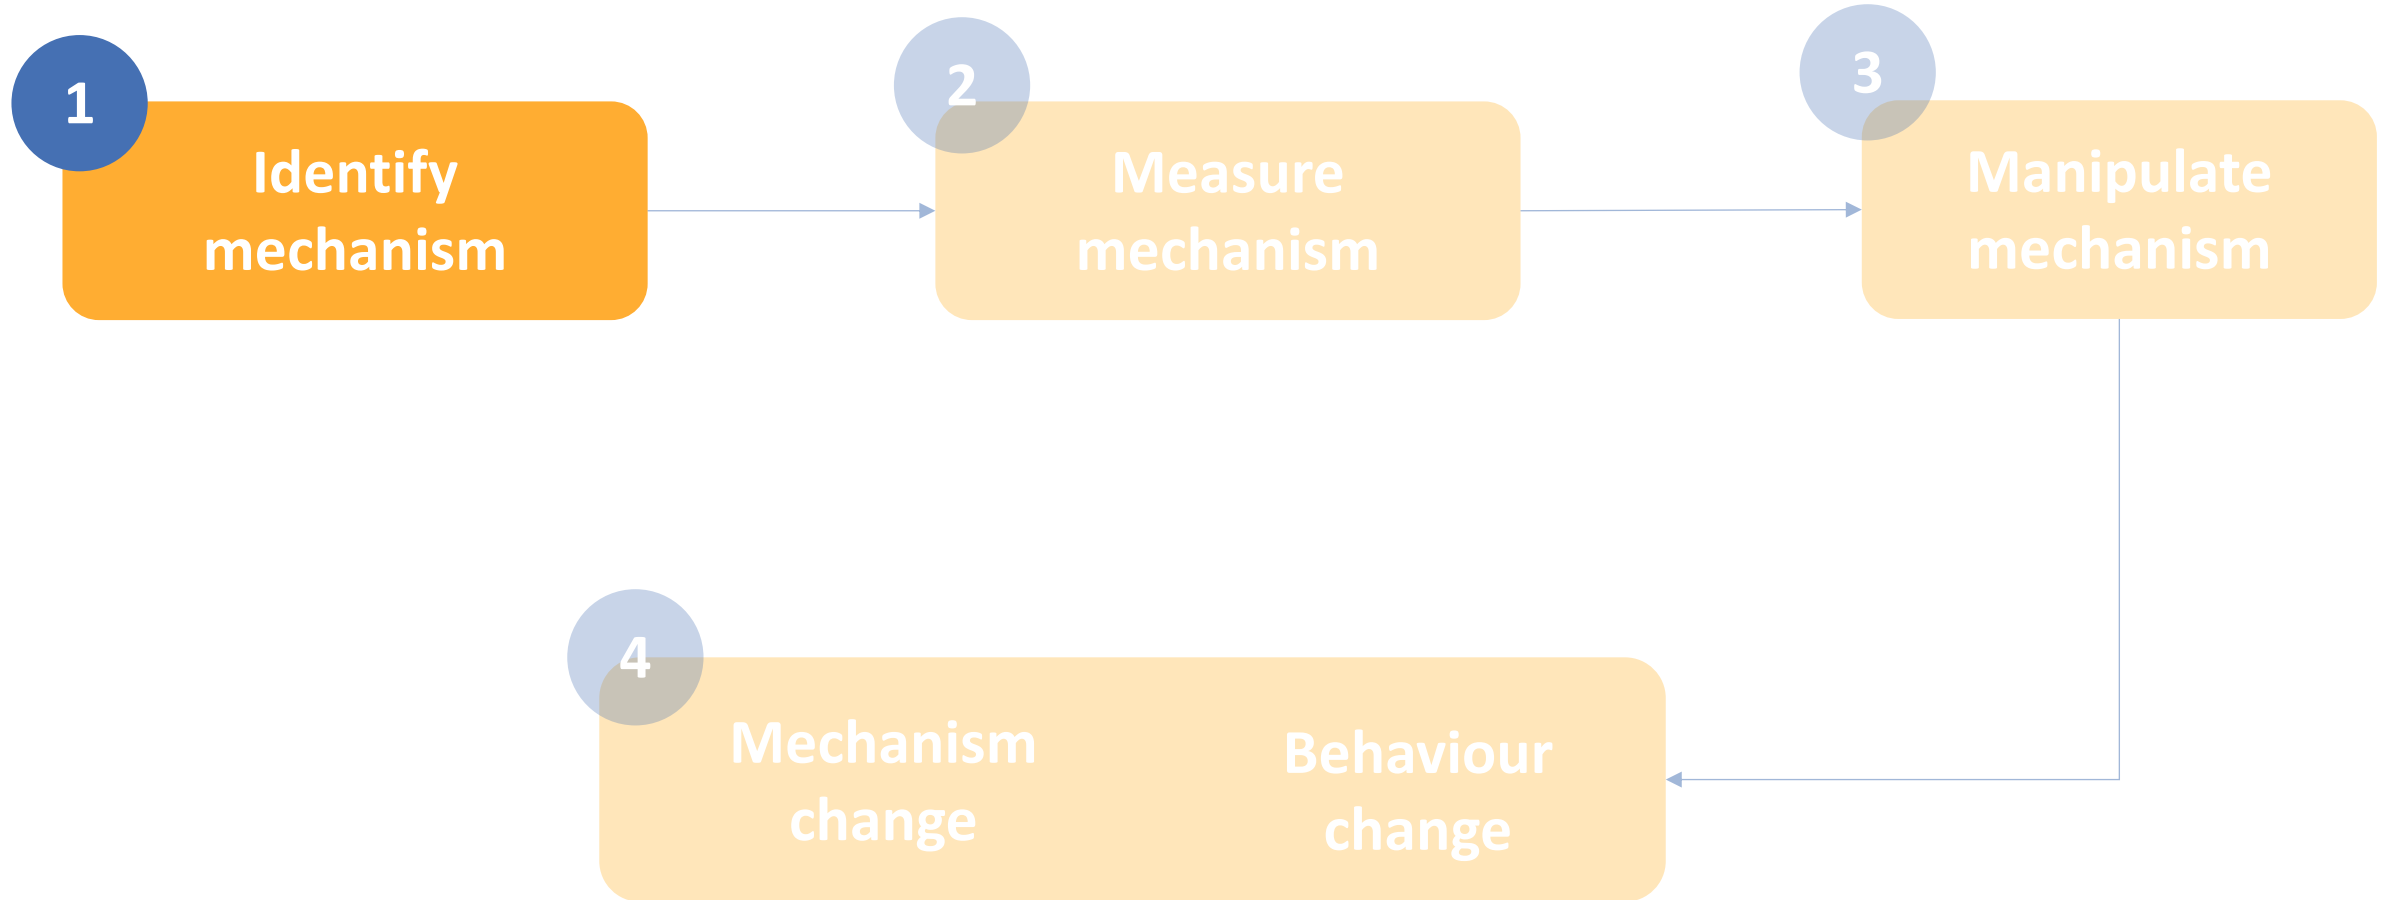 1
Identify
mechanism
2
Measure
mechanism
3
Manipulate
mechanism
4
Mechanism
change
Behaviour
change